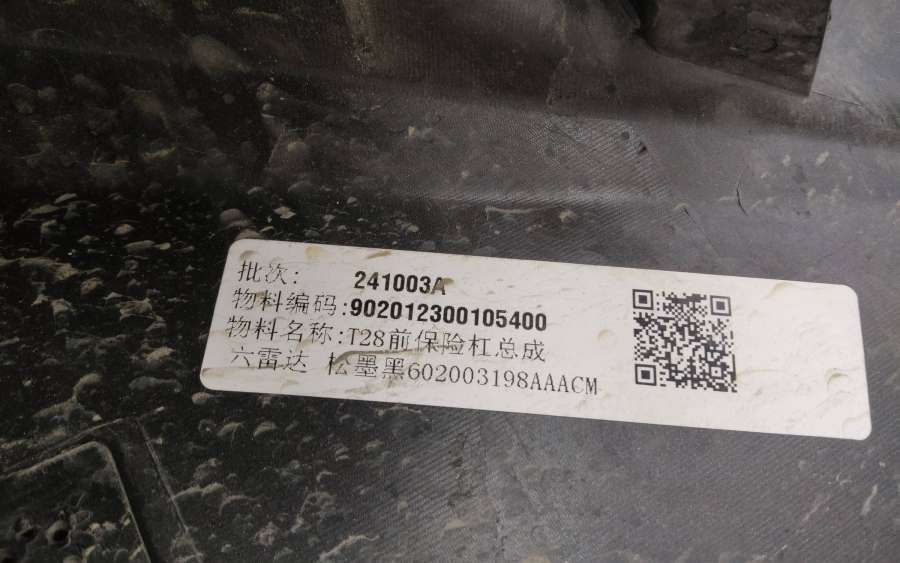 批次: 241003A
物料编码:902012300105400
物料名称:T28前保险杠总成
六雷达 松墨黑602003198AAACM